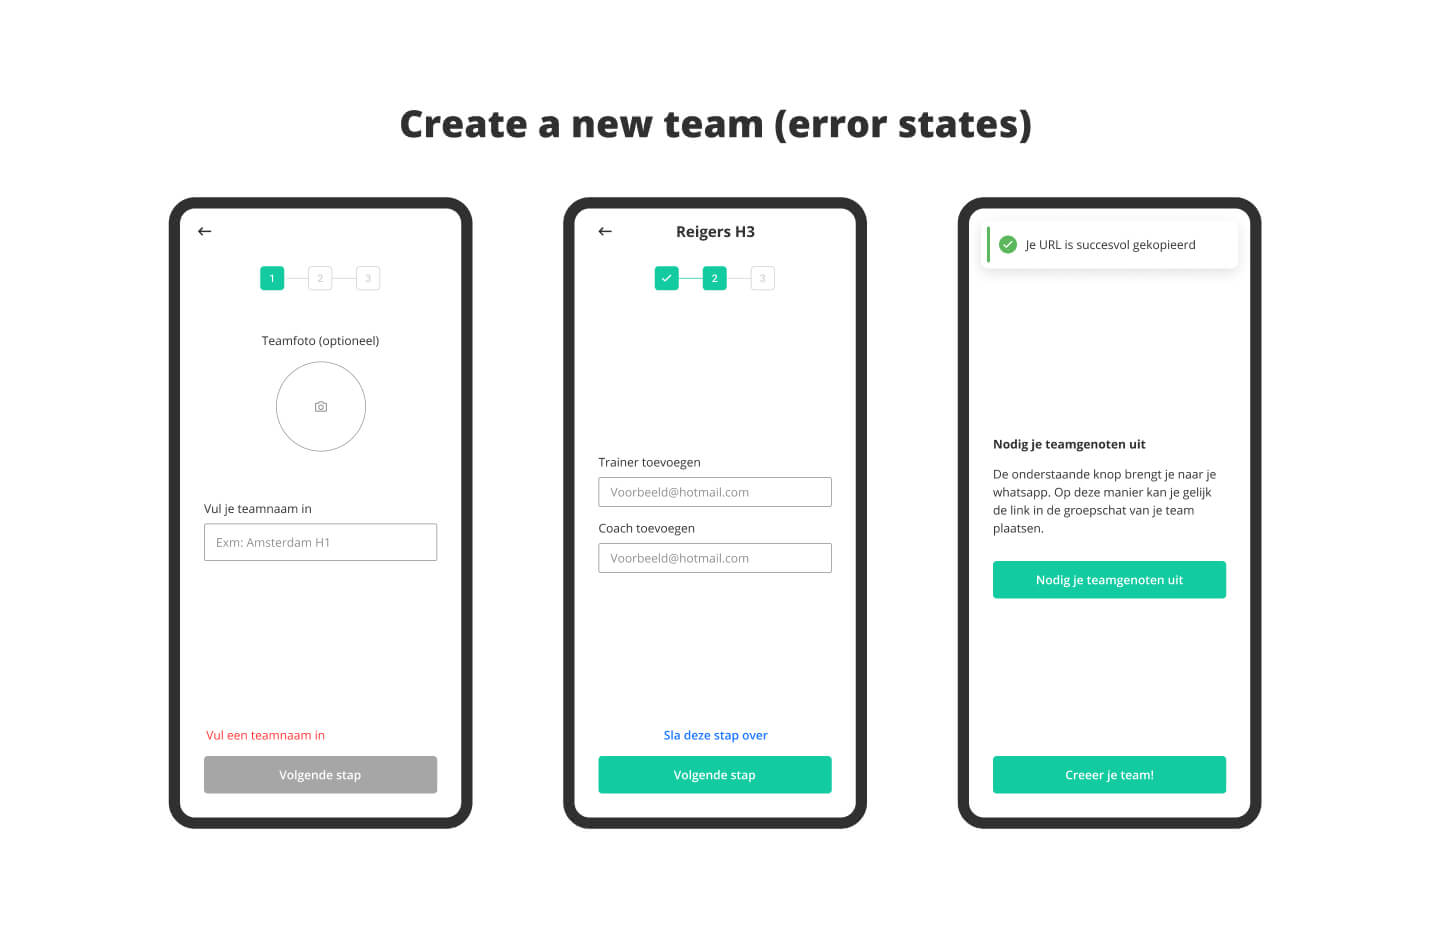 Create a new team (error states)
1
2
3
Teamfoto (optioneel)
Vul je teamnaam in
Exm: Amsterdam H1
Vul een teamnaam in
Volgende stap
Reigers H3
2
3
Trainer toevoegen
Voorbeeld@hotmail.com
Coach toevoegen
Voorbeeld@hotmail.com
Sla deze stap over
Volgende stap
Je URL is succesvol gekopieerd
Nodig je teamgenoten uit
De onderstaande knop brengt je naar je
whatsapp. Op deze manier kan je gelijk
de link in de groepschat van je team
plaatsen.
Nodig je teamgenoten uit
Creeer je team!